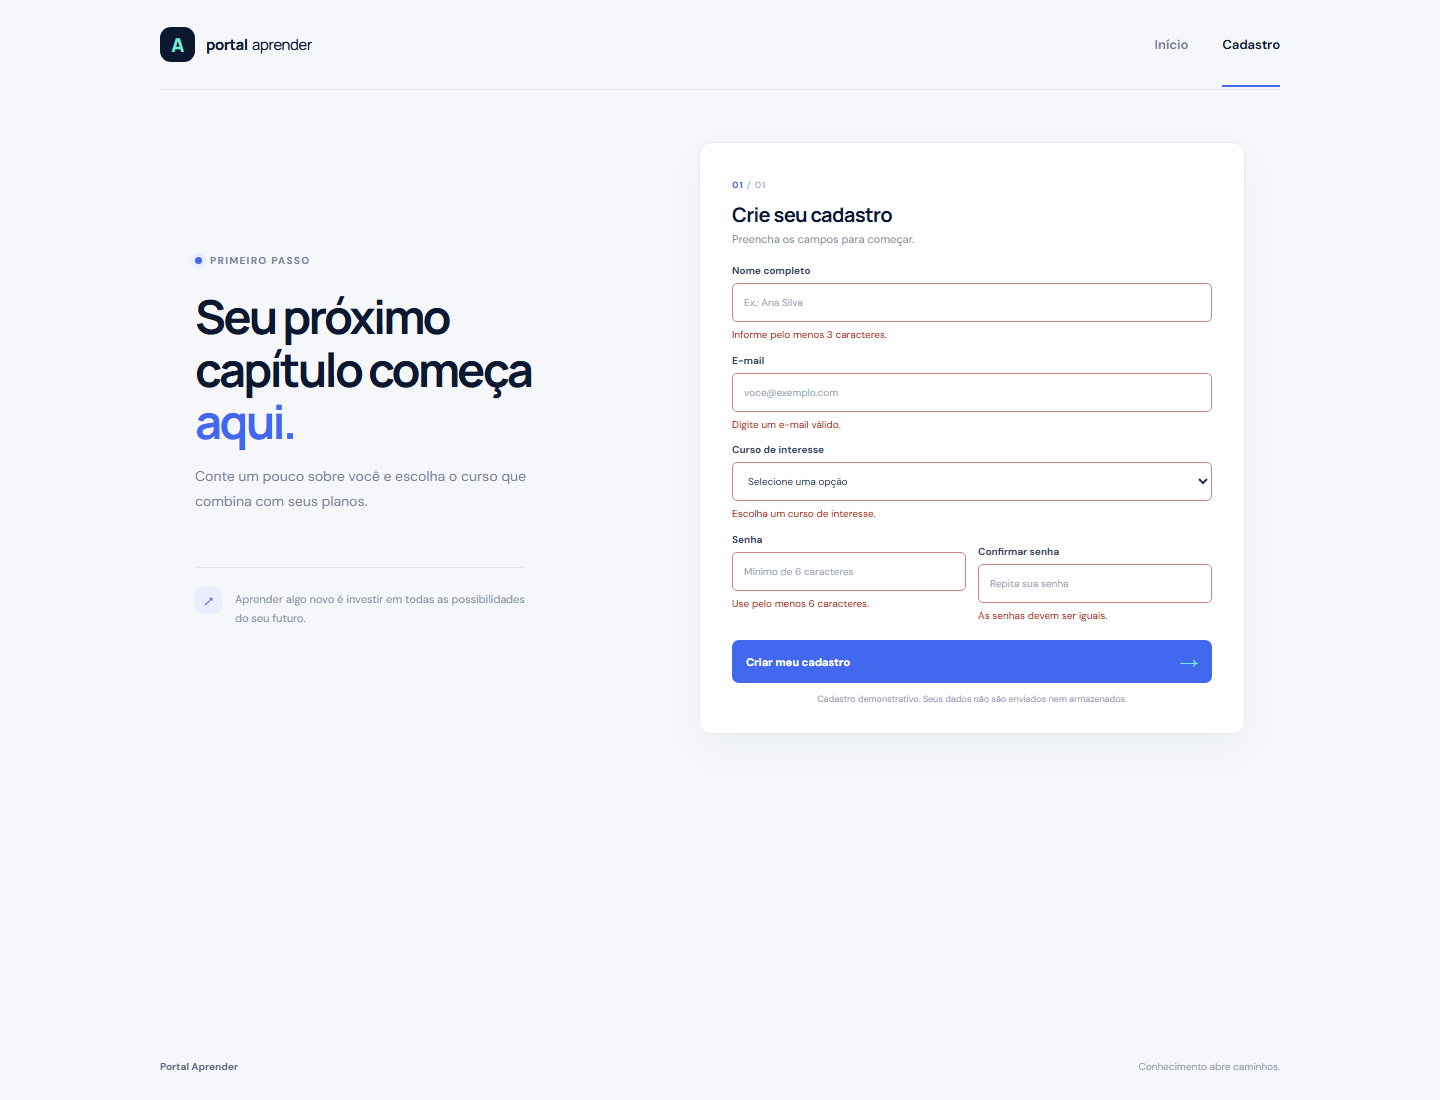 A portal aprender
Início Cadastro
PRIMEIRO PASSO
Seu próximo
capítulo começa
aqui.
Conte um pouco sobre você e escolha o curso que
combina com seus planos.
↗ Aprender algo novo é investir em todas as possibilidades
do seu futuro.
01 / 01
Crie seu cadastro
Preencha os campos para começar.
Nome completo
Ex.: Ana Silva
Informe pelo menos 3 caracteres.
E-mail
voce@exemplo.com
Digite um e-mail válido.
Curso de interesse
Selecione uma opção
Escolha um curso de interesse.
Senha
Mínimo de 6 caracteres
Use pelo menos 6 caracteres.
Confirmar senha
Repita sua senha
As senhas devem ser iguais.
Criar meu cadastro →
Cadastro demonstrativo. Seus dados não são enviados nem armazenados.
Portal Aprender
Conhecimento abre caminhos.